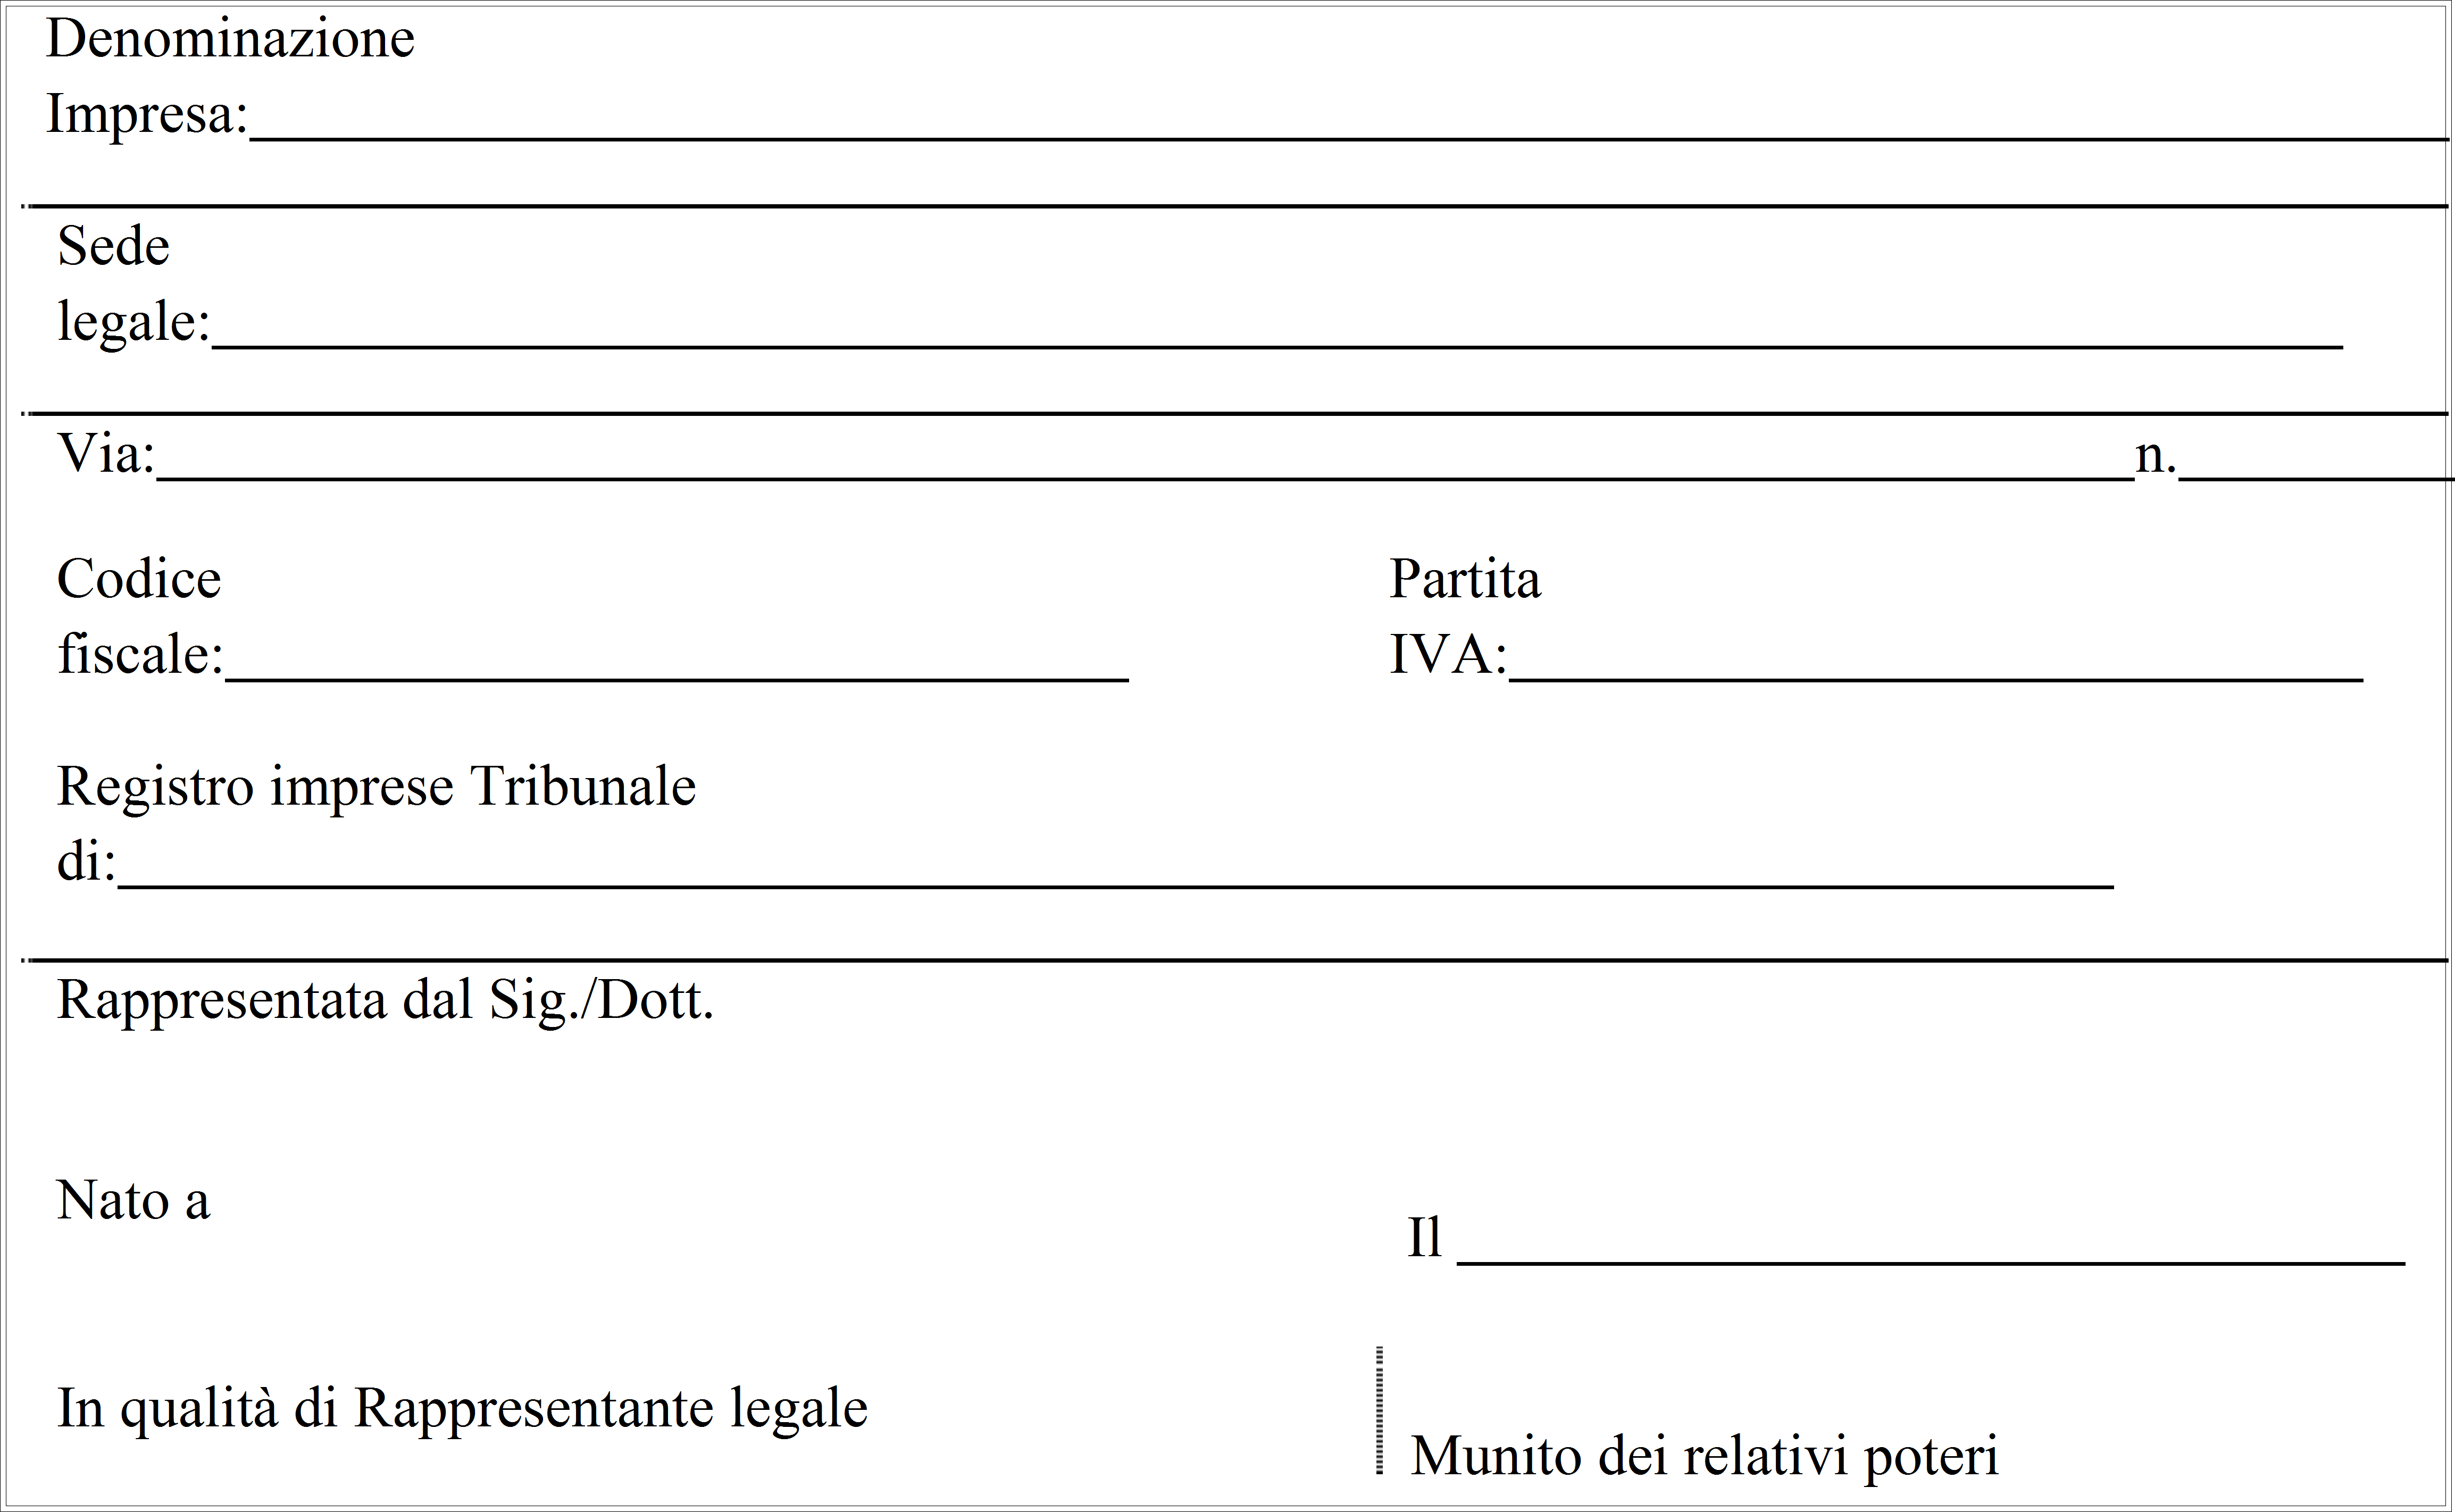 Denominazione
Impresa:
Sede
legale:
Via: n.
Codice
fiscale:
Partita
IVA:
Registro imprese Tribunale
di:
Rappresentata dal Sig./Dott.
Nato a
Il
In qualità di Rappresentante legale
Munito dei relativi poteri